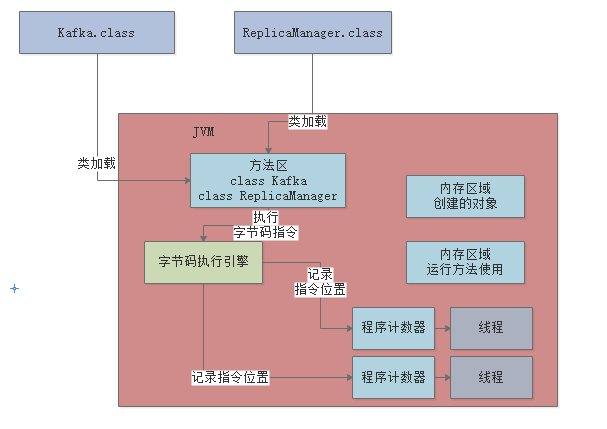 Kafka.class
ReplicaManager.class
JVM
类加载
类加载
方法区
class Kafka
class ReplicaManager
内存区域
创建的对象
执行
字节码指令
字节码执行引擎
内存区域
运行方法使用
记录
指令位置
程序计数器
线程
记录指令位置
程序计数器
线程